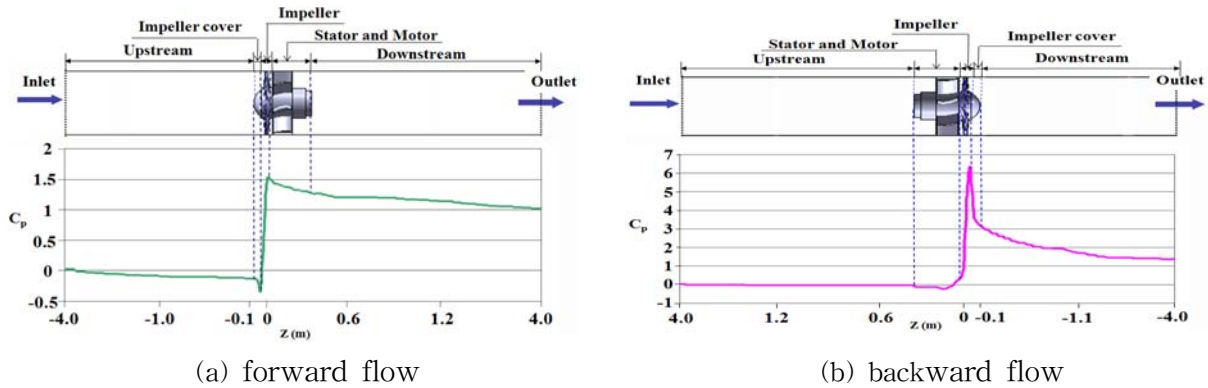 Impeller
Impeller cover
Stator and Motor
Upstream
Downstream
Inlet
Outlet
2
1.5
1
C_p
0.5
0
-0.5
-4.0 -1.0 -0.1 0 0.6 1.2 4.0
Z (m)
(a) forward flow
Impeller
Impeller cover
Stator and Motor
Upstream
Downstream
Inlet
Outlet
7
6
5
4
C_p
3
2
1
0
-1
4.0 1.2 0.6 0 -0.1 -1.1 -4.0
Z (m)
(b) backward flow